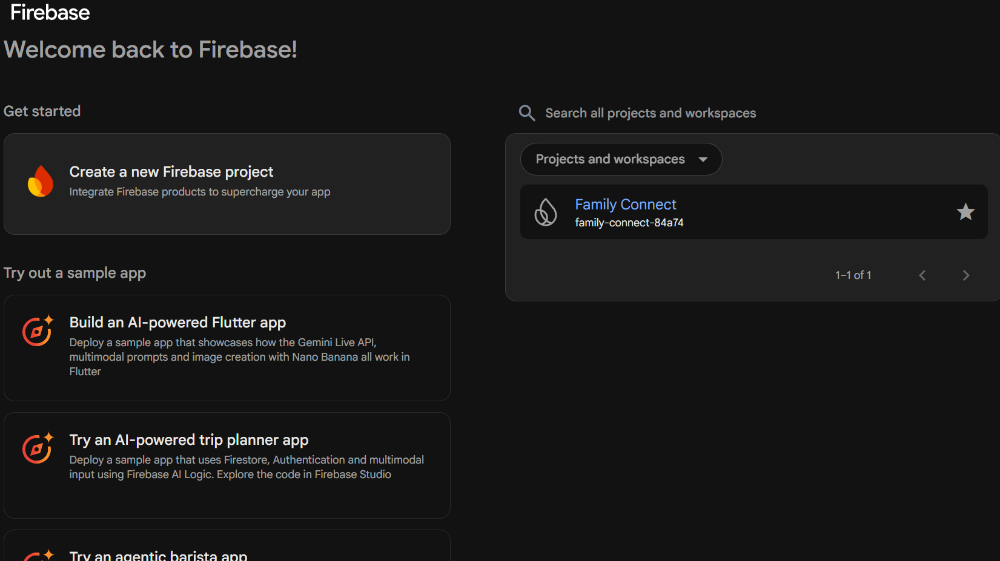 Firebase
Welcome back to Firebase!
Get started
Create a new Firebase project
Integrate Firebase products to supercharge your app
Try out a sample app
Build an AI-powered Flutter app
Deploy a sample app that showcases how the Gemini Live API,
multimodal prompts and image creation with Nano Banana all work in
Flutter
Try an AI-powered trip planner app
Deploy a sample app that uses Firestore, Authentication and multimodal
input using Firebase AI Logic. Explore the code in Firebase Studio
Try an agentic barista app
Search all projects and workspaces
Projects and workspaces
Family Connect
family-connect-84a74
1–1 of 1